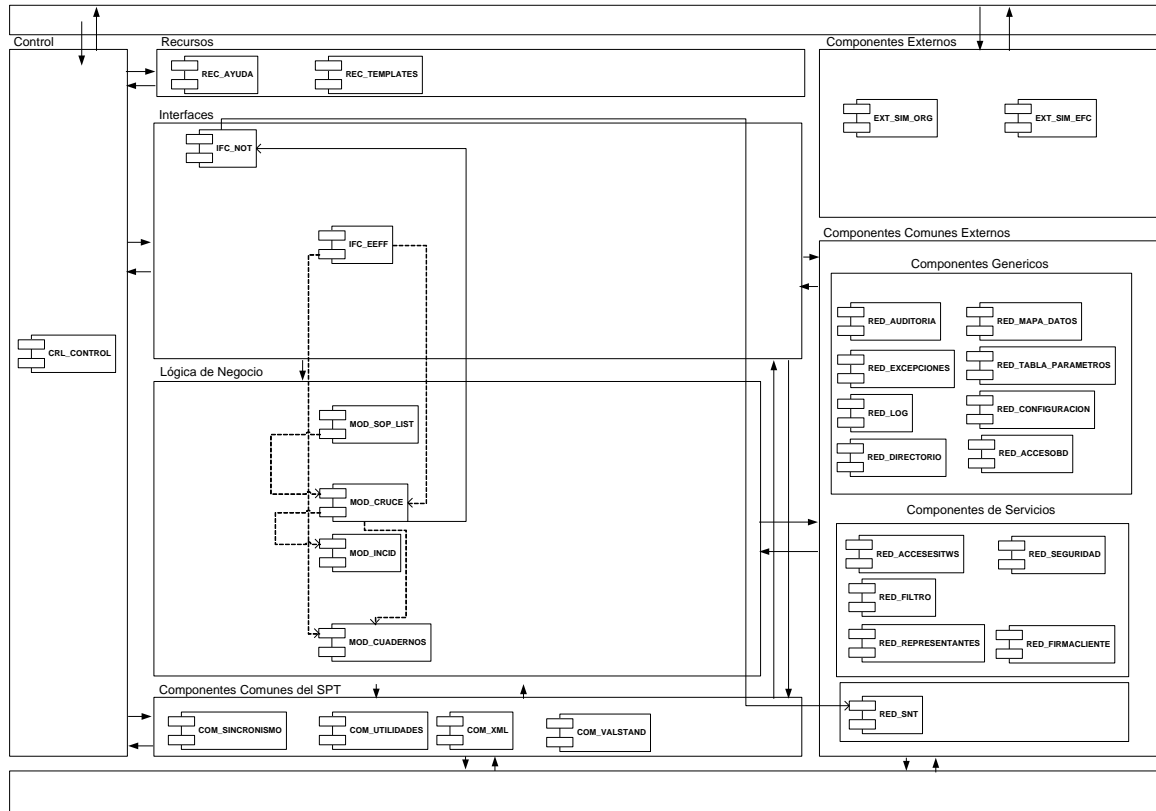 Control
Recursos
Componentes Externos
REC_AYUDA
REC_TEMPLATES
EXT_SIM_ORG
EXT_SIM_EFC
Interfaces
IFC_NOT
IFC_EEFF
Componentes Comunes Externos
Componentes Genericos
RED_AUDITORIA
RED_MAPA_DATOS
RED_EXCEPCIONES
RED_TABLA_PARAMETROS
RED_LOG
RED_CONFIGURACION
RED_DIRECTORIO
RED_ACCESOBD
CRL_CONTROL
Lógica de Negocio
MOD_SOP_LIST
MOD_CRUCE
MOD_INCID
MOD_CUADERNOS
Componentes de Servicios
RED_ACCESESITWS
RED_SEGURIDAD
RED_FILTRO
RED_REPRESENTANTES
RED_FIRMACLIENTE
RED_SNT
Componentes Comunes del SPT
COM_SINCRONISMO
COM_UTILIDADES
COM_XML
COM_VALSTAND